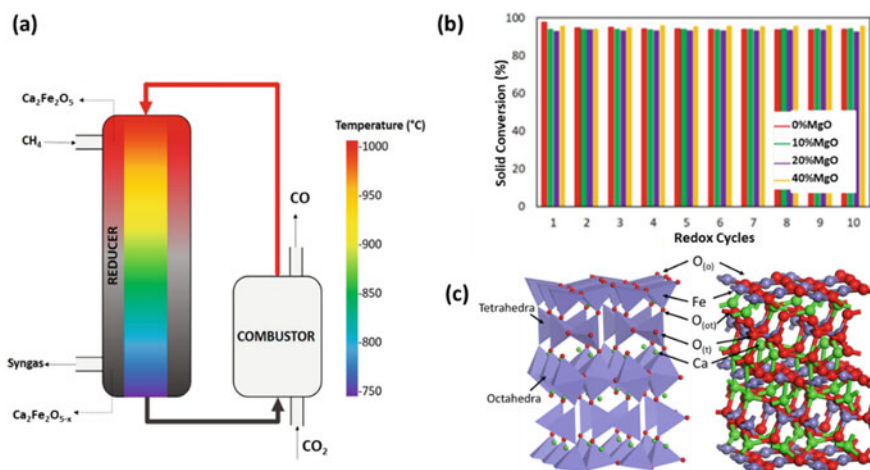 (a)
Ca₂Fe₂O₅
CH₄
REDUCER
Syngas
Ca₂Fe₂O₅₋ₓ
Temperature (°C)
-1000
-950
-900
-850
-800
-750
CO
COMBUSTOR
CO₂
(b)
Solid Conversion (%)
100
80
60
40
20
0
0%MgO
10%MgO
20%MgO
40%MgO
1 2 3 4 5 6 7 8 9 10
Redox Cycles
(c)
O(o)
Fe
O(ot)
O(t)
Ca
Tetrahedra
Octahedra